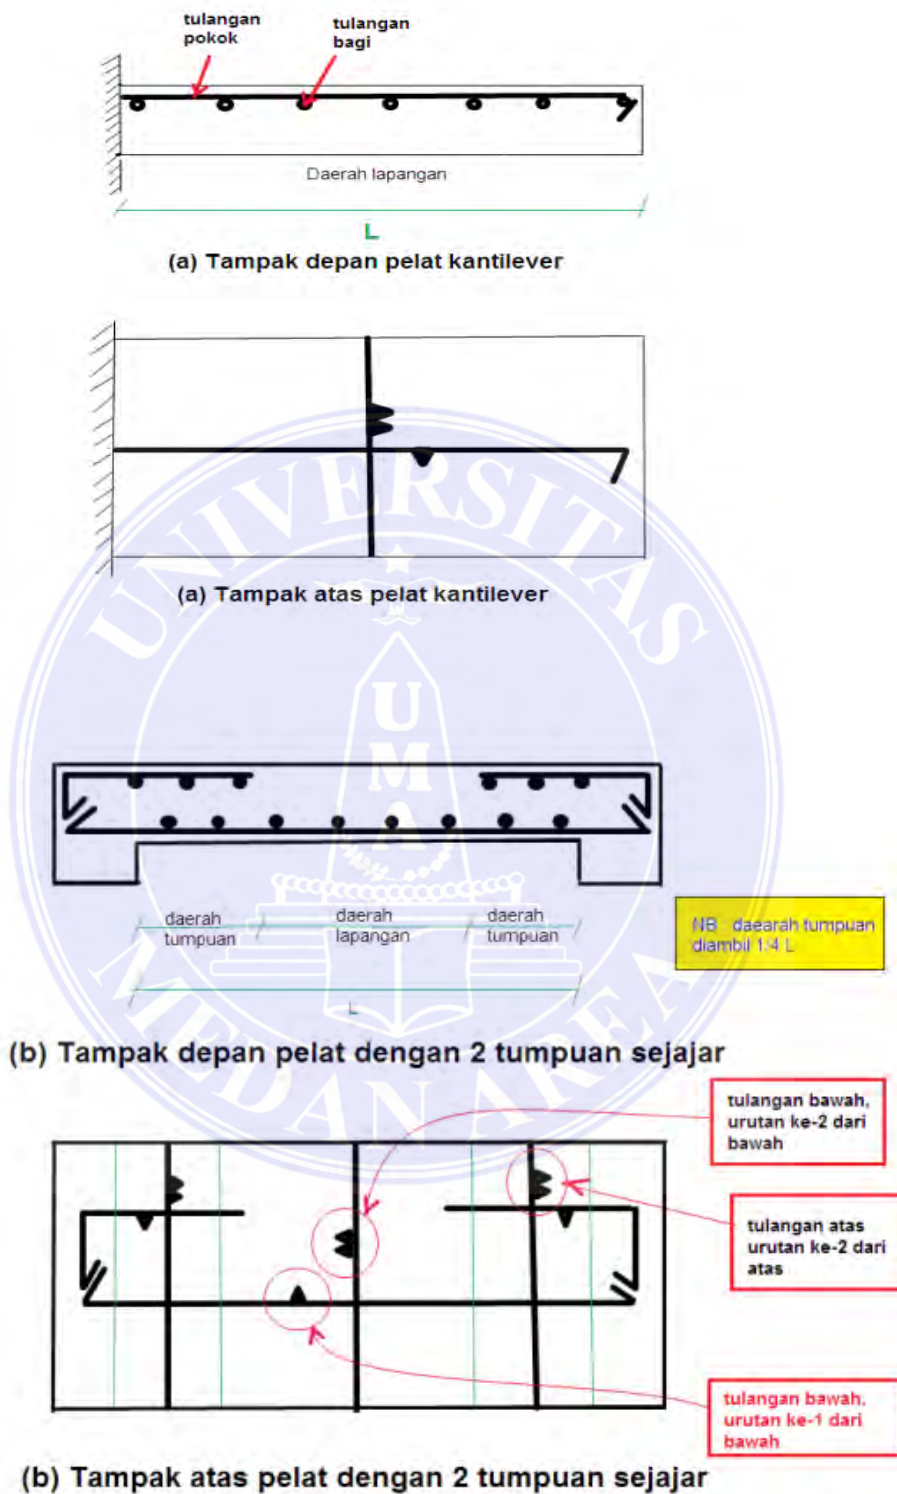 tulangan
pokok
tulangan
bagi
Daerah lapangan
L
(a) Tampak depan pelat kantilever
(a) Tampak atas pelat kantilever
UNIVERSITAS
UMA
MEDAN AREA
daerah
tumpuan
daerah
lapangan
daerah
tumpuan
NB : daearah tumpuan
diambil 1/4 L
L
(b) Tampak depan pelat dengan 2 tumpuan sejajar
tulangan bawah,
urutan ke-2 dari
bawah
tulangan atas
urutan ke-2 dari
atas
tulangan bawah,
urutan ke-1 dari
bawah
(b) Tampak atas pelat dengan 2 tumpuan sejajar